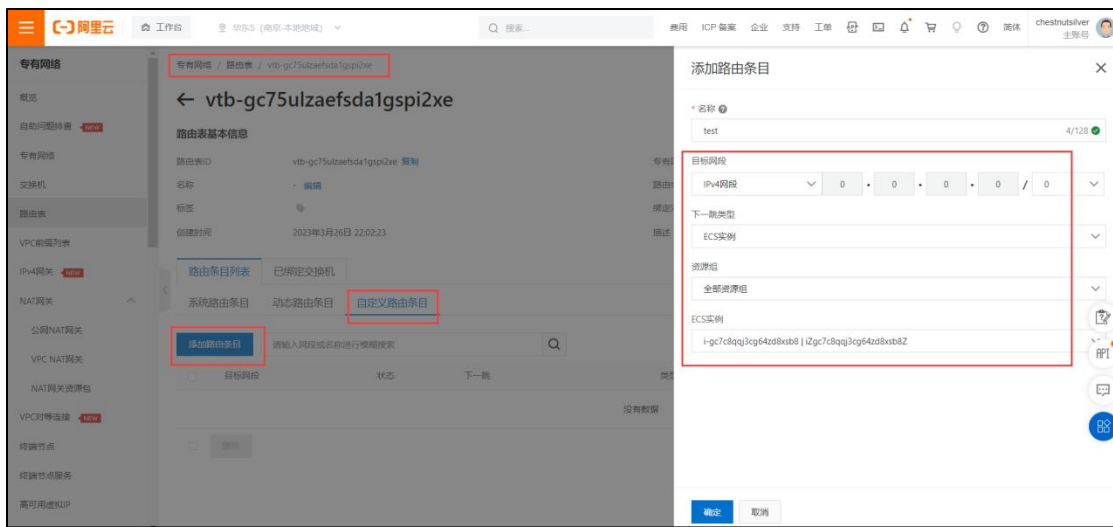 阿里云
工作台
华东5 (南京-本地地域)
搜索...
费用 ICP 备案 企业 支持 工单 简体
chestnutsilver
主账号
专有网络
概览
自助问题排查 NEW
专有网络
交换机
路由表
VPC前缀列表
IPv4网关 NEW
NAT网关
公网NAT网关
VPC NAT网关
NAT网关资源包
VPC对等连接 NEW
终端节点
终端节点服务
高可用虚拟IP
专有网络 / 路由表 / vtb-gc75ulzaefsda1gspi2xe
← vtb-gc75ulzaefsda1gspi2xe
路由表基本信息
路由表ID vtb-gc75ulzaefsda1gspi2xe 复制
名称 - 编辑
标签
创建时间 2023年3月26日 22:02:23
描述
路由条目列表 已绑定交换机
系统路由条目 动态路由条目 自定义路由条目
添加路由条目 请输入网段或名称进行模糊搜索
目标网段 状态 下一跳
没有数据
删除
添加路由条目
* 名称
test 4/128
目标网段
IPv4网段 0 . 0 . 0 . 0 / 0
下一跳类型
ECS实例
资源组
全部资源组
ECS实例
i-gc7c8qqj3cg64zd8xsb8 | iZgc7c8qqj3cg64zd8xsb8Z
API
确定 取消